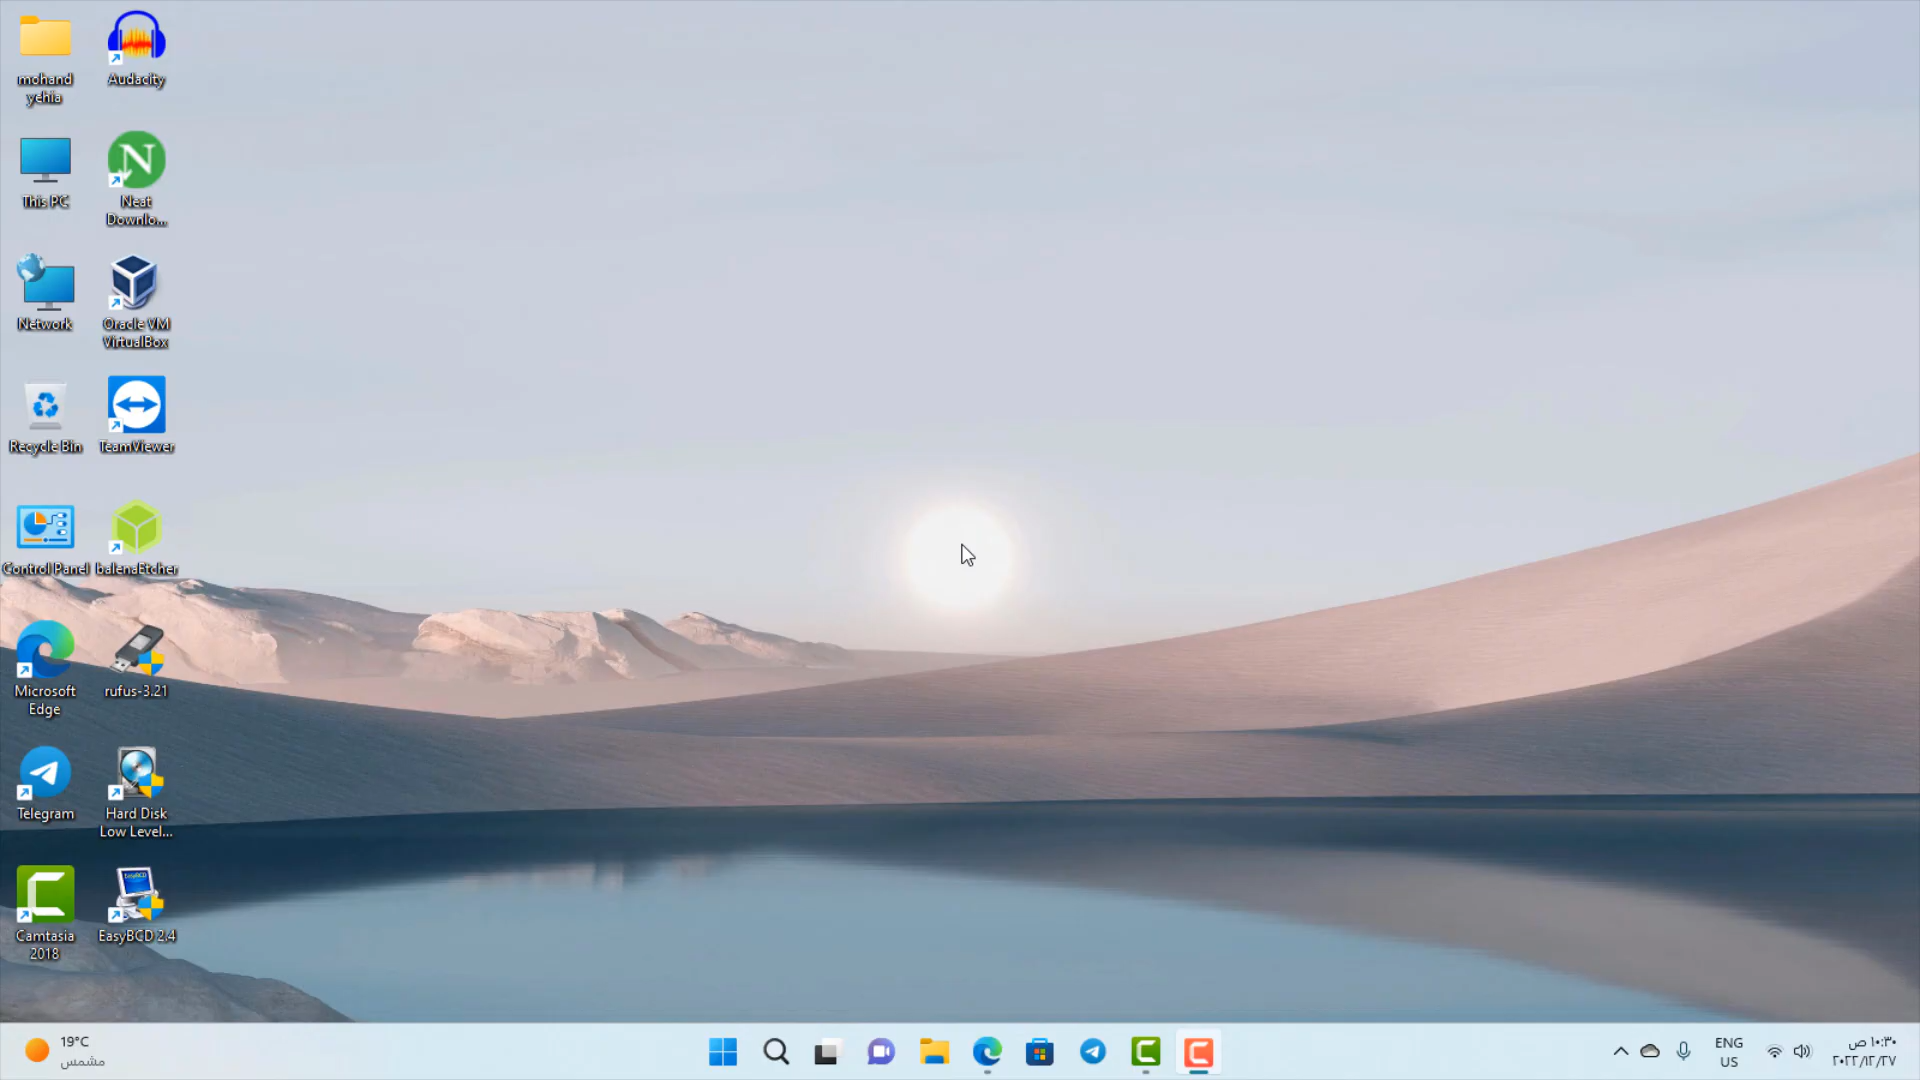 mohand
yehia
Audacity
This PC
Neat
Downlo...
Network
Oracle VM
VirtualBox
Recycle Bin
TeamViewer
Control Panel
balenaEtcher
Microsoft
Edge
rufus-3.21
Telegram
Hard Disk
Low Level...
Camtasia
2018
EasyBCD 2.4
19°C
مشمس
ENG
US
١٠:٣٠ ص
٢٠٢٢/١٢/٢٧